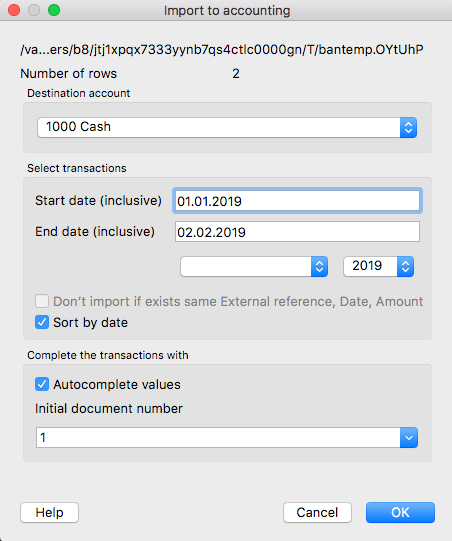 Import to accounting
/va...ers/b8/jtj1xpqx7333yynb7qs4ctlc0000gn/T/bantemp.OYtUhP
Number of rows 2
Destination account
1000 Cash
Select transactions
Start date (inclusive) 01.01.2019
End date (inclusive) 02.02.2019
2019
Don't import if exists same External reference, Date, Amount
Sort by date
Complete the transactions with
Autocomplete values
Initial document number
1
Help Cancel OK